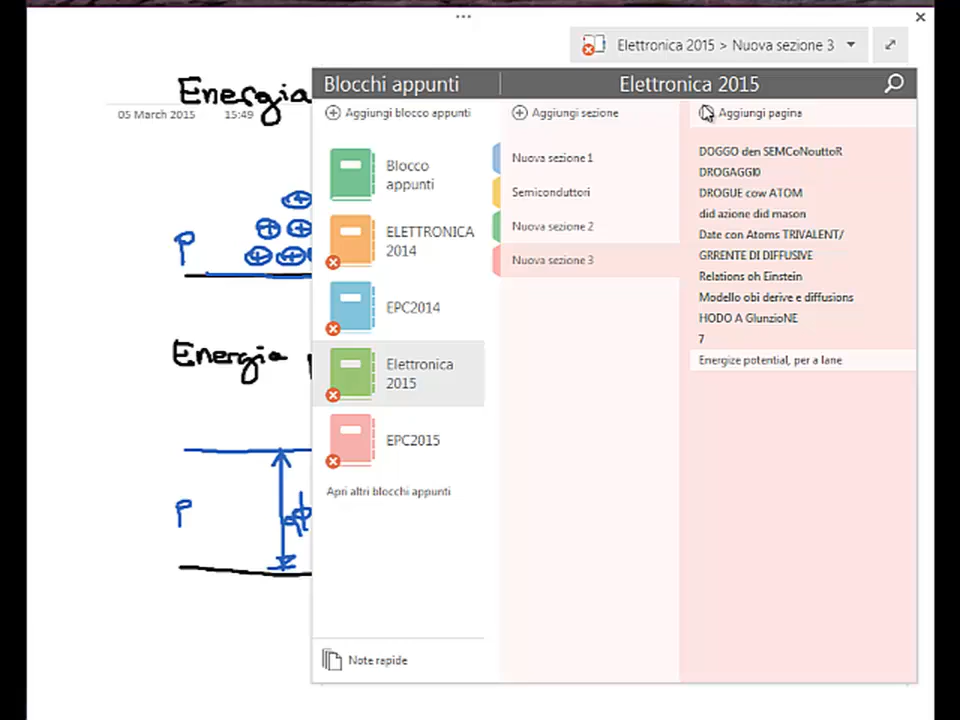 Elettronica 2015 > Nuova sezione 3
Energia
05 March 2015 15:49
Blocchi appunti
Elettronica 2015
Aggiungi blocco appunti
Aggiungi sezione
Aggiungi pagina
Blocco
appunti
ELETTRONICA
2014
EPC2014
Elettronica
2015
EPC2015
Apri altri blocchi appunti
Note rapide
Nuova sezione 1
Semiconduttori
Nuova sezione 2
Nuova sezione 3
DOGGO den SEMCoNouttoR
DROGAGGI0
DROGUE cow ATOM
did azione did mason
Date con Atoms TRIVALENT/
GRRENTE DI DIFFUSIVE
Relations oh Einstein
Modello obi derive e diffusions
HODO A GlunzioNE
7
Energize potential, per a lane
P
Energia
P